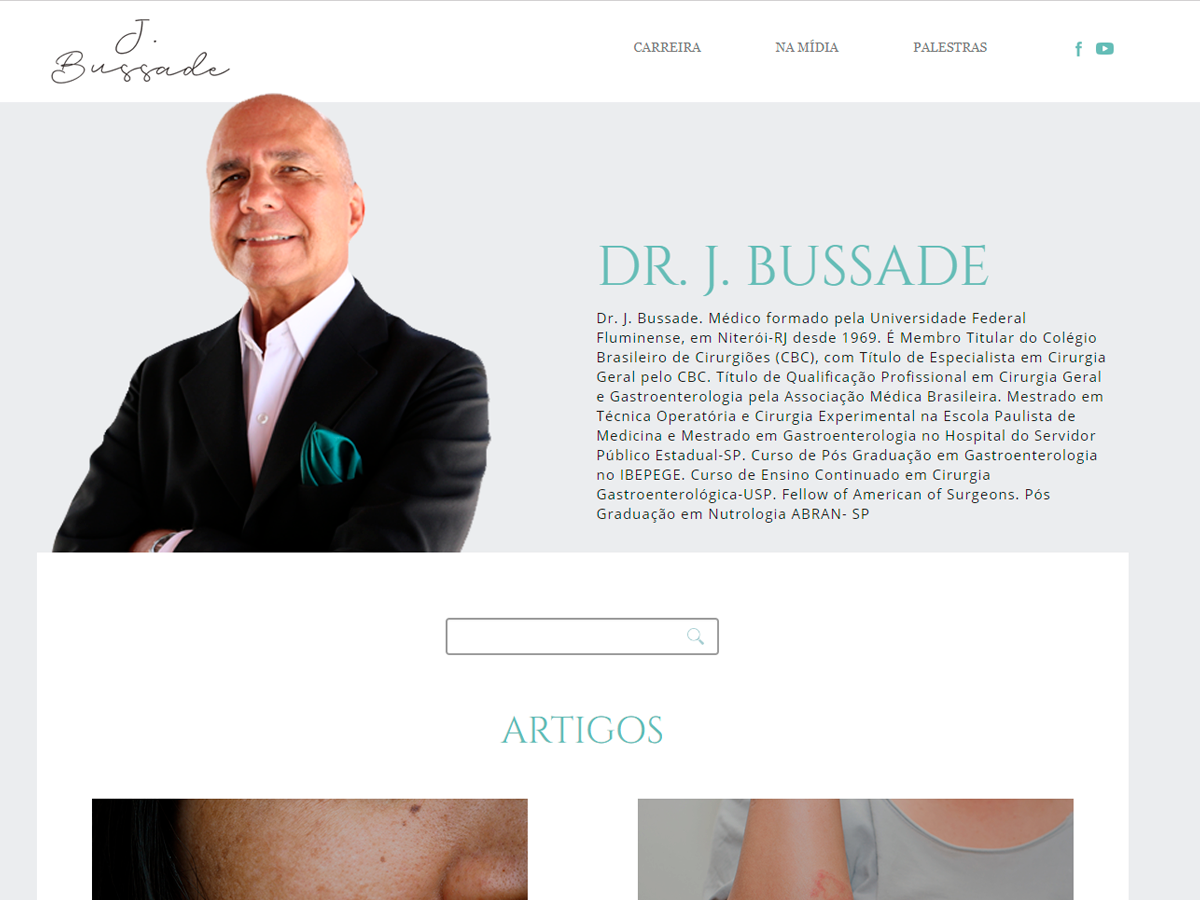 J.
Bussade
CARREIRA NA MÍDIA PALESTRAS
DR. J. BUSSADE
Dr. J. Bussade. Médico formado pela Universidade Federal
Fluminense, em Niterói-RJ desde 1969. É Membro Titular do Colégio
Brasileiro de Cirurgiões (CBC), com Título de Especialista em Cirurgia
Geral pelo CBC. Título de Qualificação Profissional em Cirurgia Geral
e Gastroenterologia pela Associação Médica Brasileira. Mestrado em
Técnica Operatória e Cirurgia Experimental na Escola Paulista de
Medicina e Mestrado em Gastroenterologia no Hospital do Servidor
Público Estadual-SP. Curso de Pós Graduação em Gastroenterologia
no IBEPEGE. Curso de Ensino Continuado em Cirurgia
Gastroenterológica-USP. Fellow of American of Surgeons. Pós
Graduação em Nutrologia ABRAN- SP
ARTIGOS